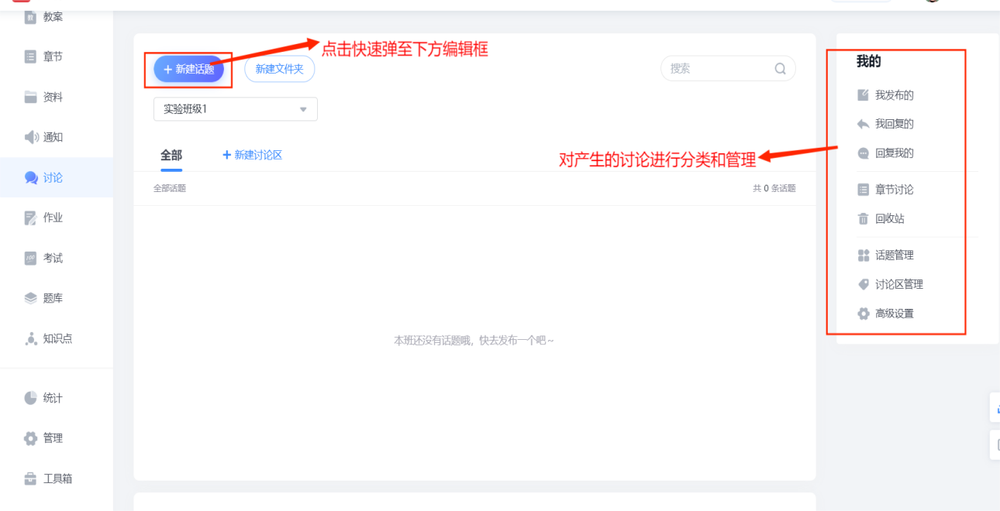 教案
章节
资料
通知
讨论
作业
考试
题库
知识点
统计
管理
工具箱
+ 新建话题
新建文件夹
点击快速弹至下方编辑框
搜索
实验班级1
全部
+ 新建讨论区
对产生的讨论进行分类和管理
全部话题
共 0 条话题
本班还没有话题哦，快去发布一个吧~
我的
我发布的
我回复的
回复我的
章节讨论
回收站
话题管理
讨论区管理
高级设置